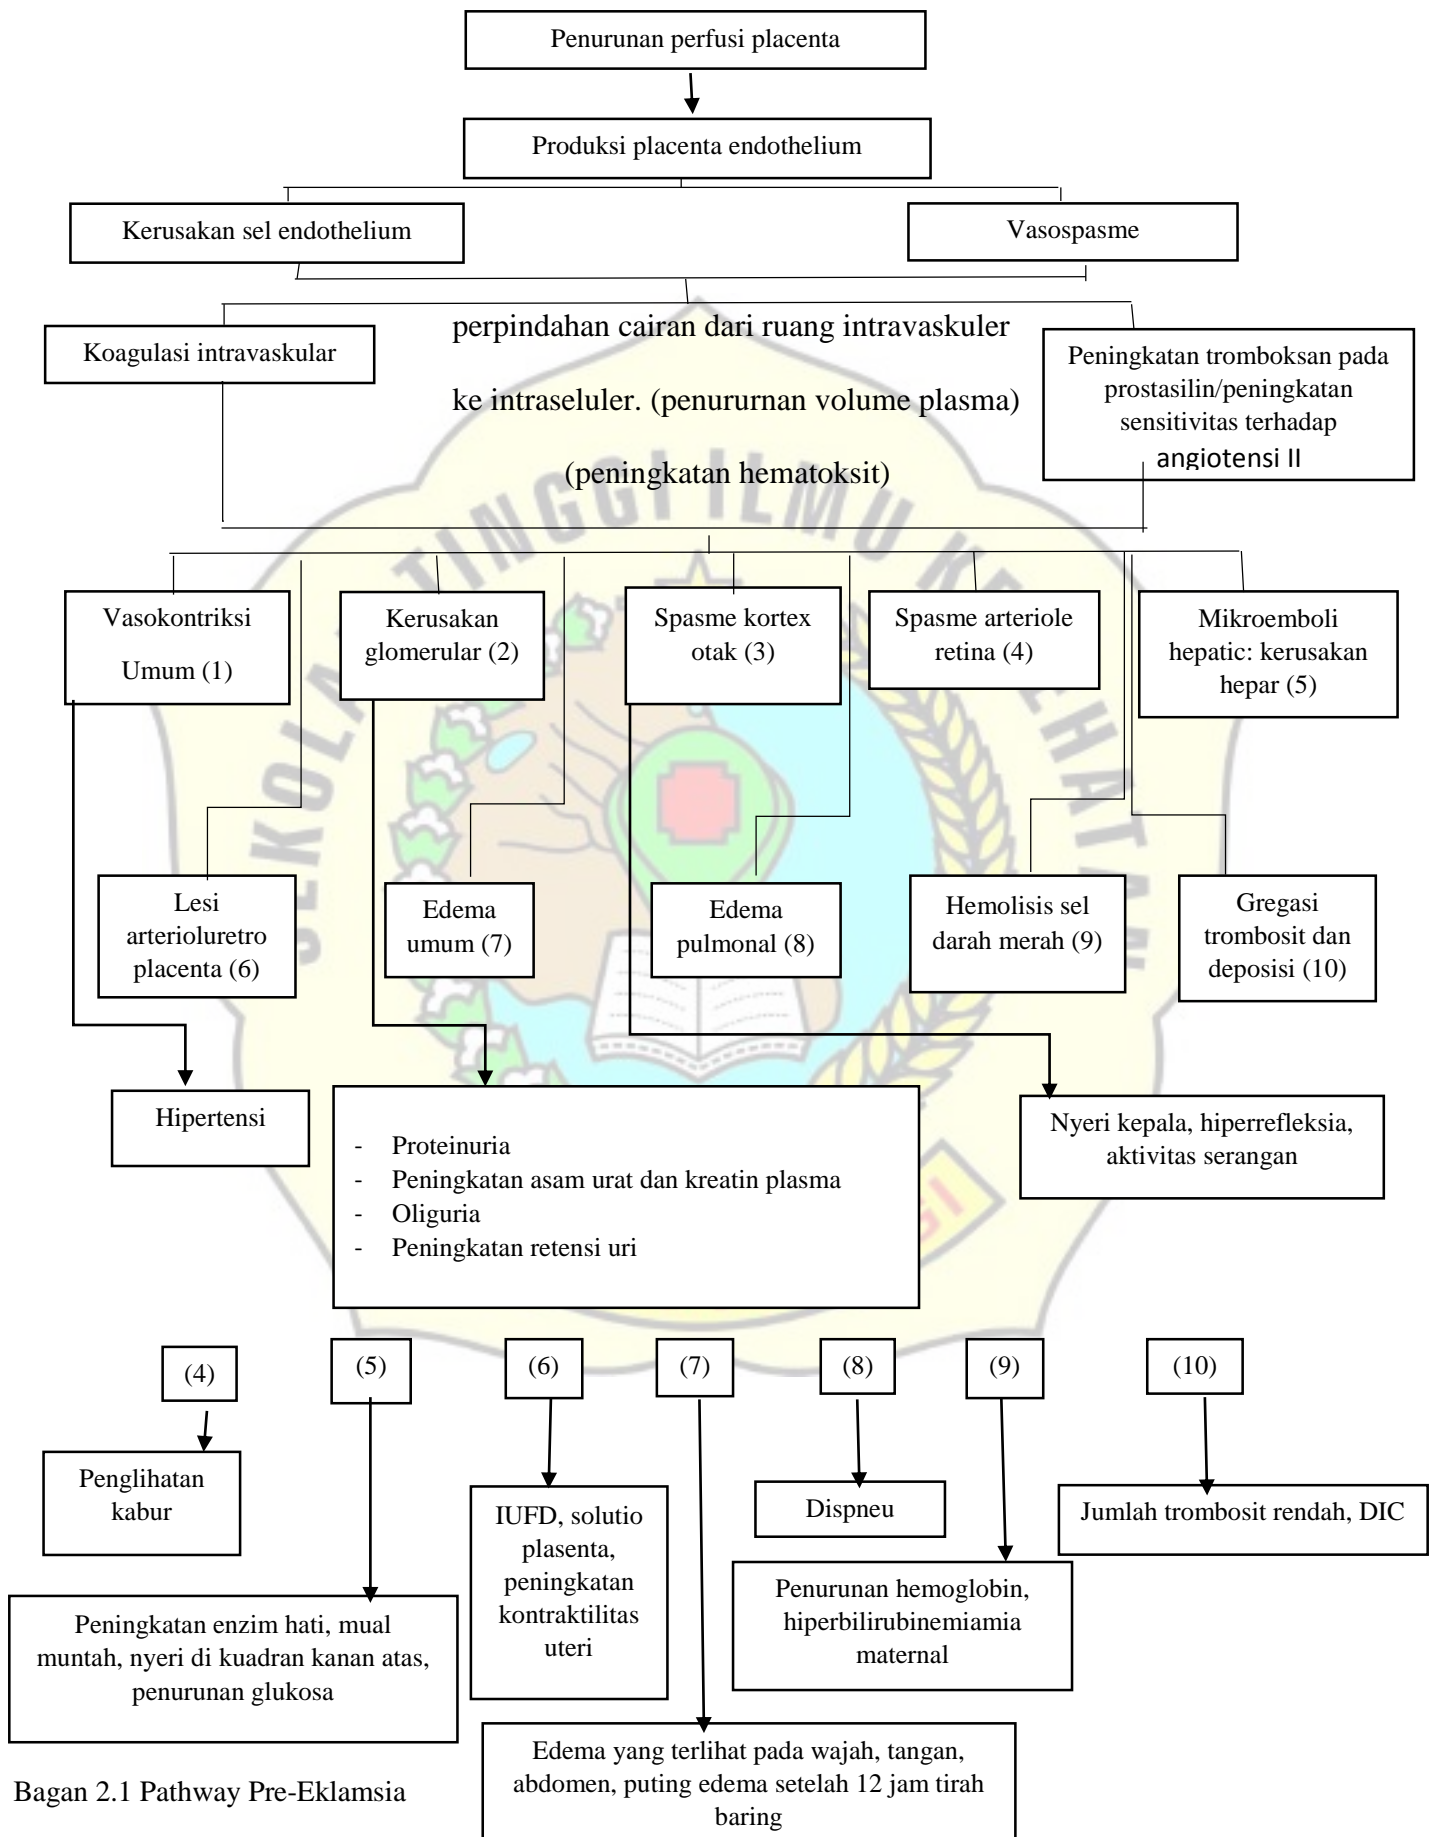 Penurunan perfusi placenta
Produksi placenta endothelium
Kerusakan sel endothelium
Vasospasme
Koagulasi intravaskular
perpindahan cairan dari ruang intravaskuler
ke intraseluler. (penururnan volume plasma)
(peningkatan hematoksit)
Peningkatan tromboksan pada
prostasilin/peningkatan
sensitivitas terhadap
angiotensi II
Vasokontriksi
Umum (1)
Kerusakan
glomerular (2)
Spasme kortex
otak (3)
Spasme arteriole
retina (4)
Mikroemboli
hepatic: kerusakan
hepar (5)
Lesi
arterioluretro
placenta (6)
Edema
umum (7)
Edema
pulmonal (8)
Hemolisis sel
darah merah (9)
Gregasi
trombosit dan
deposisi (10)
Hipertensi
- Proteinuria
- Peningkatan asam urat dan kreatin plasma
- Oliguria
- Peningkatan retensi uri
Nyeri kepala, hiperrefleksia,
aktivitas serangan
(4)
(5)
(6)
(7)
(8)
(9)
(10)
Penglihatan
kabur
Peningkatan enzim hati, mual
muntah, nyeri di kuadran kanan atas,
penurunan glukosa
IUFD, solutio
plasenta,
peningkatan
kontraktilitas
uteri
Edema yang terlihat pada wajah, tangan,
abdomen, puting edema setelah 12 jam tirah
baring
Dispneu
Penurunan hemoglobin,
hiperbilirubinemiamia
maternal
Jumlah trombosit rendah, DIC
Bagan 2.1 Pathway Pre-Eklamsia
SEKOLAH TINGGI ILMU KESEHATAN